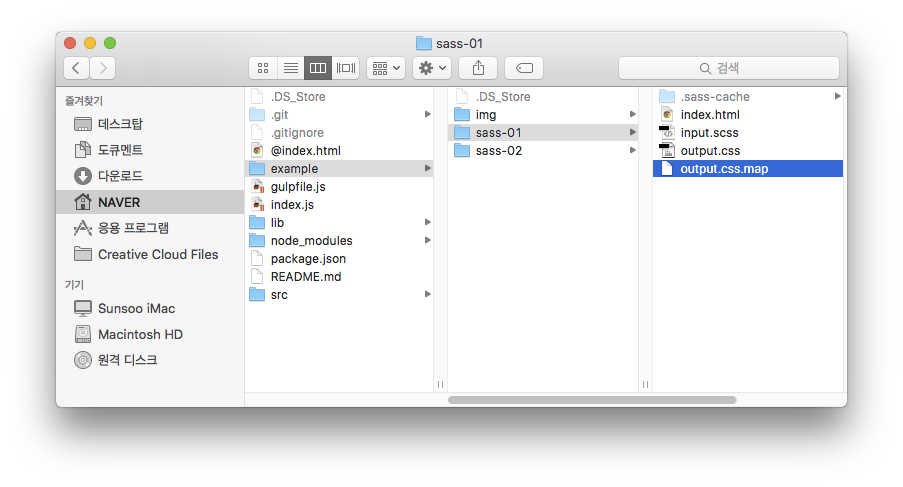 sass-01
검색
즐겨찾기
데스크탑
도큐멘트
다운로드
NAVER
응용 프로그램
Creative Cloud Files
기기
Sunsoo iMac
Macintosh HD
원격 디스크
.DS_Store
.git
.gitignore
@index.html
example
gulpfile.js
index.js
lib
node_modules
package.json
README.md
src
.DS_Store
img
sass-01
sass-02
.sass-cache
index.html
input.scss
output.css
output.css.map